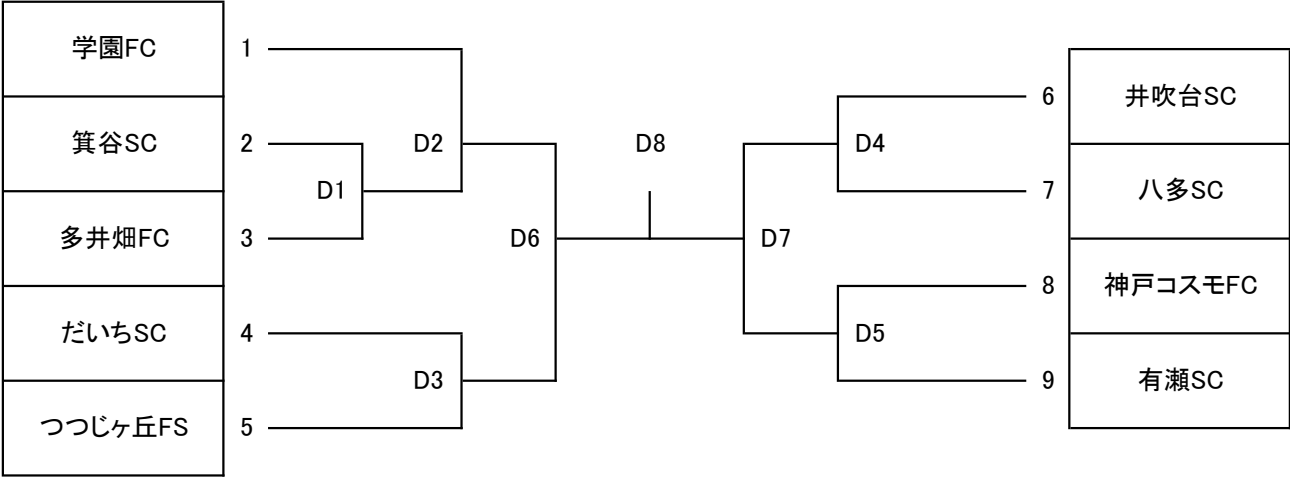 学園FC 1
6 井吹台SC
箕谷SC 2 D2 D8 D4
D1 7 八多SC
多井畑FC 3 D6 D7
8 神戸コスモFC
だいちSC 4 D5
D3 9 有瀬SC
つつじヶ丘FS 5